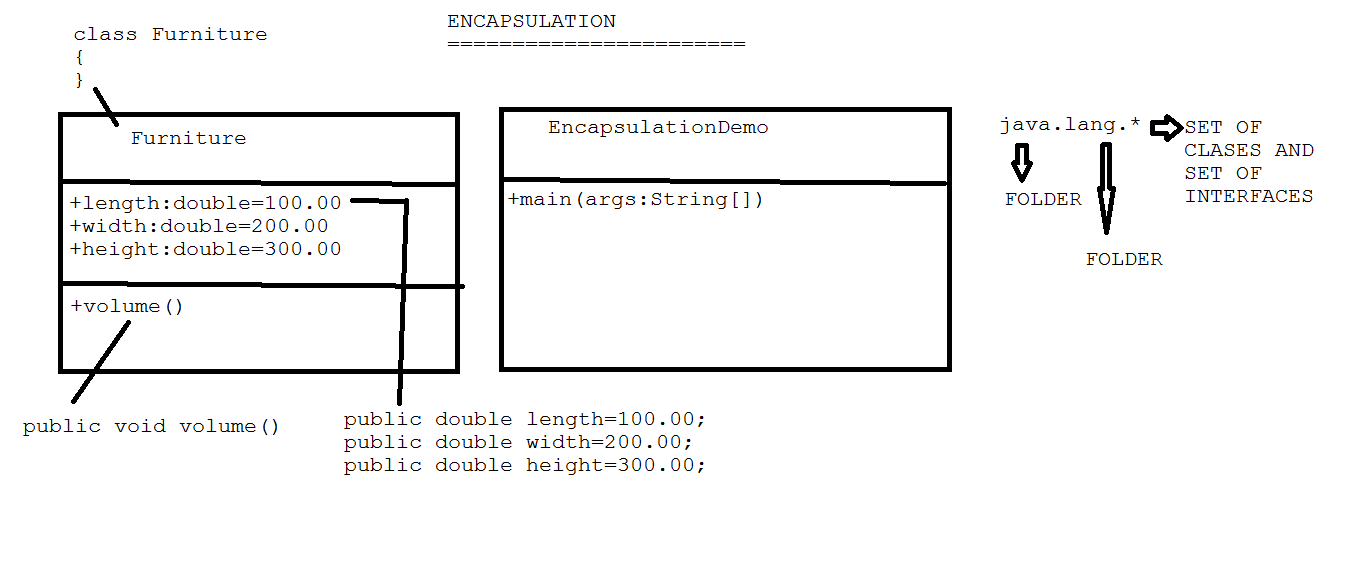 ENCAPSULATION
=======================
class Furniture
{
}
Furniture
+length:double=100.00
+width:double=200.00
+height:double=300.00
+volume()
public void volume()
public double length=100.00;
public double width=200.00;
public double height=300.00;
EncapsulationDemo
+main(args:String[])
java.lang.*
FOLDER
FOLDER
SET OF
CLASES AND
SET OF
INTERFACES